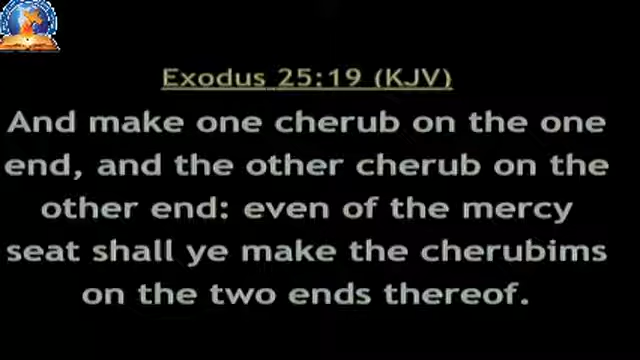 Exodus 25:19 (KJV)
And make one cherub on the one
end, and the other cherub on the
other end: even of the mercy
seat shall ye make the cherubims
on the two ends thereof.